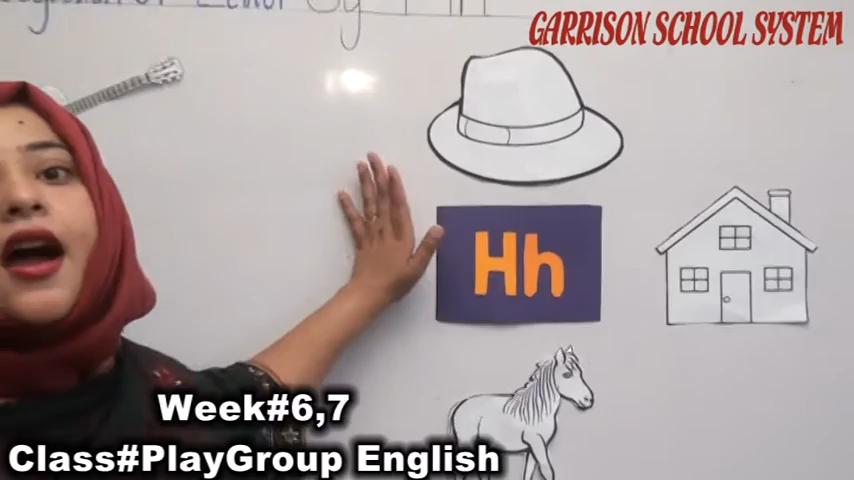 GARRISON SCHOOL SYSTEM
Hh
Week#6,7
Class#PlayGroup English